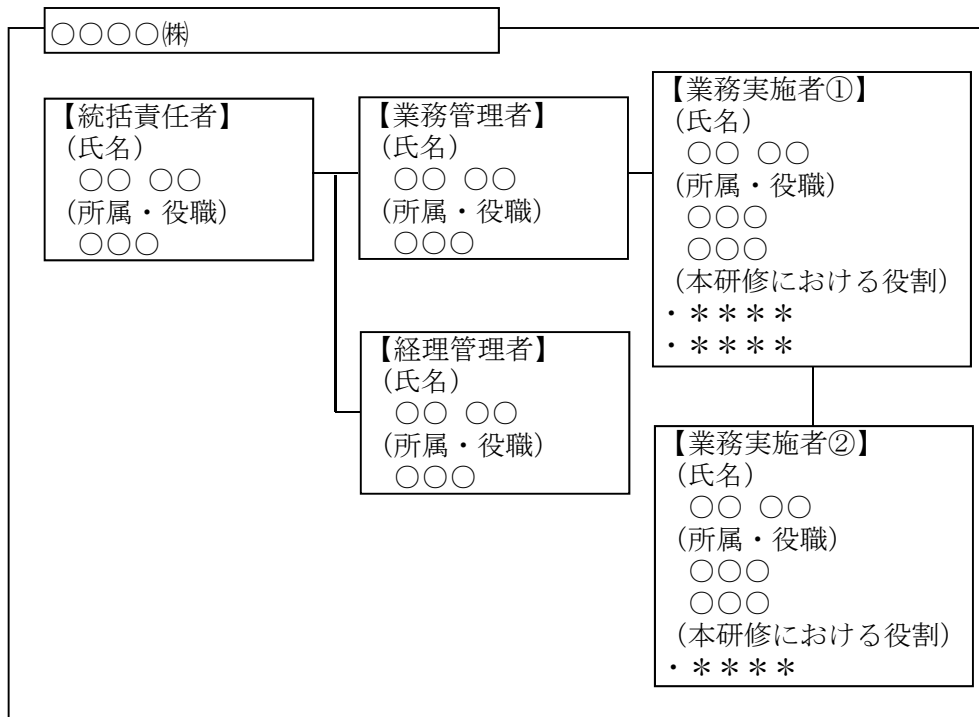 ○○○○㈱
【統括責任者】
(氏名)
○○ ○○
(所属・役職)
○○○
【業務管理者】
(氏名)
○○ ○○
(所属・役職)
○○○
【業務実施者①】
(氏名)
○○ ○○
(所属・役職)
○○○
○○○
(本研修における役割)
・＊＊＊＊
・＊＊＊＊
【経理管理者】
(氏名)
○○ ○○
(所属・役職)
○○○
【業務実施者②】
(氏名)
○○ ○○
(所属・役職)
○○○
○○○
(本研修における役割)
・＊＊＊＊